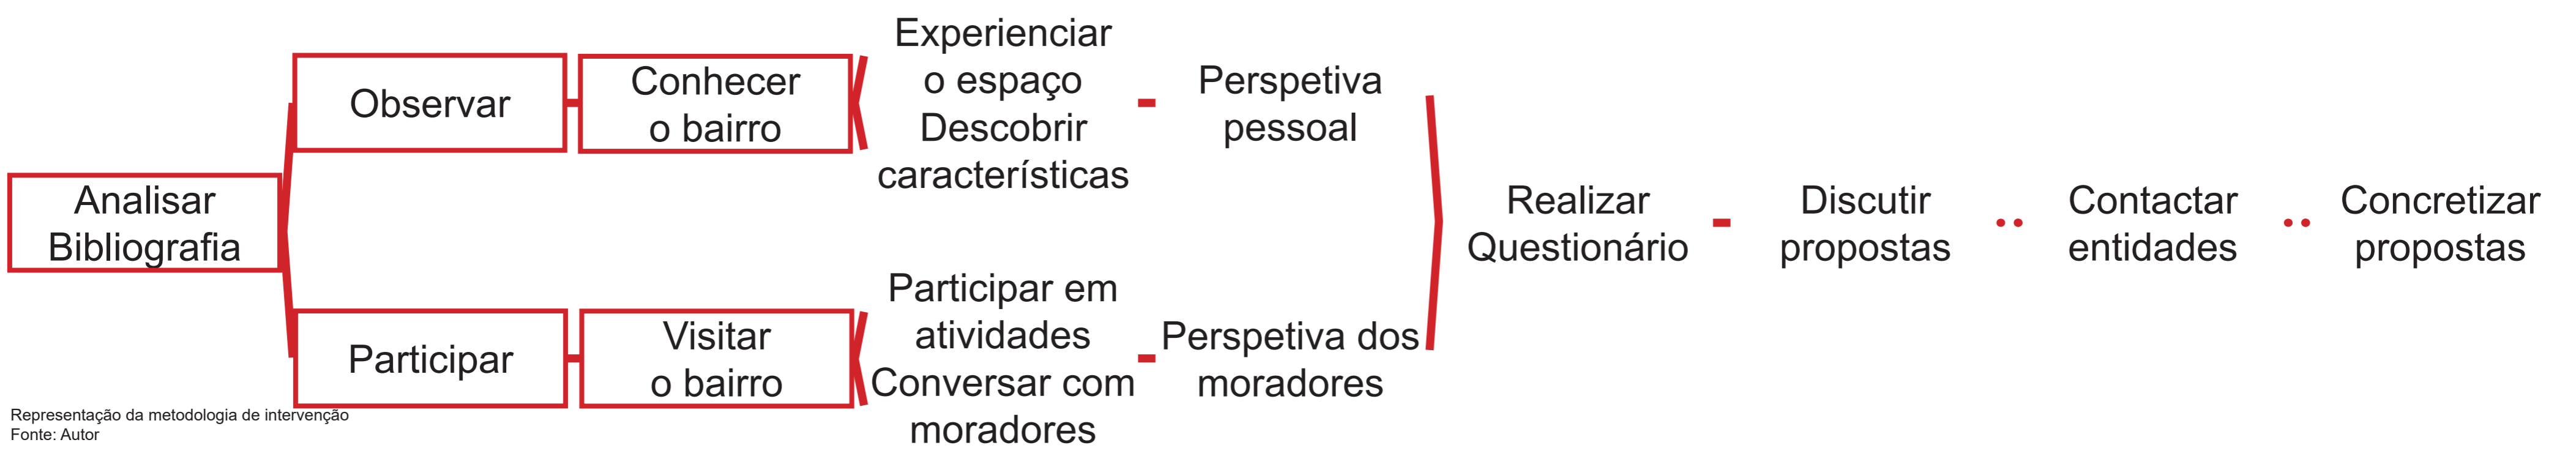 Analisar
Bibliografia
Observar
Conhecer
o bairro
Experienciar
o espaço
Descobrir
características
Perspetiva
pessoal
Participar
Visitar
o bairro
Participar em
atividades
Conversar com
moradores
Perspetiva dos
moradores
Realizar
Questionário
Discutir
propostas
Contactar
entidades
Concretizar
propostas
Representação da metodologia de intervenção
Fonte: Autor